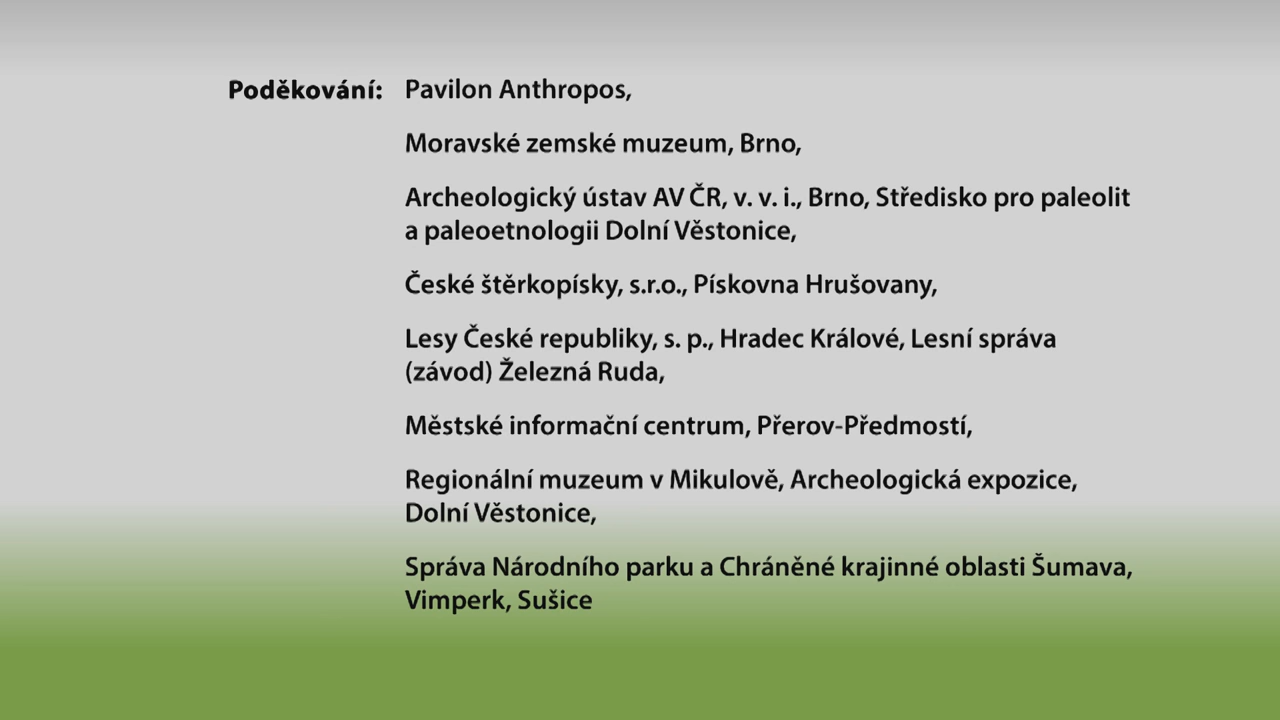 Poděkování: Pavilon Anthropos,
Moravské zemské muzeum, Brno,
Archeologický ústav AV ČR, v. v. i., Brno, Středisko pro paleolit
a paleoetnologii Dolní Věstonice,
České štěrkopísky, s.r.o., Pískovna Hrušovany,
Lesy České republiky, s. p., Hradec Králové, Lesní správa
(závod) Železná Ruda,
Městské informační centrum, Přerov-Předmostí,
Regionální muzeum v Mikulově, Archeologická expozice,
Dolní Věstonice,
Správa Národního parku a Chráněné krajinné oblasti Šumava,
Vimperk, Sušice